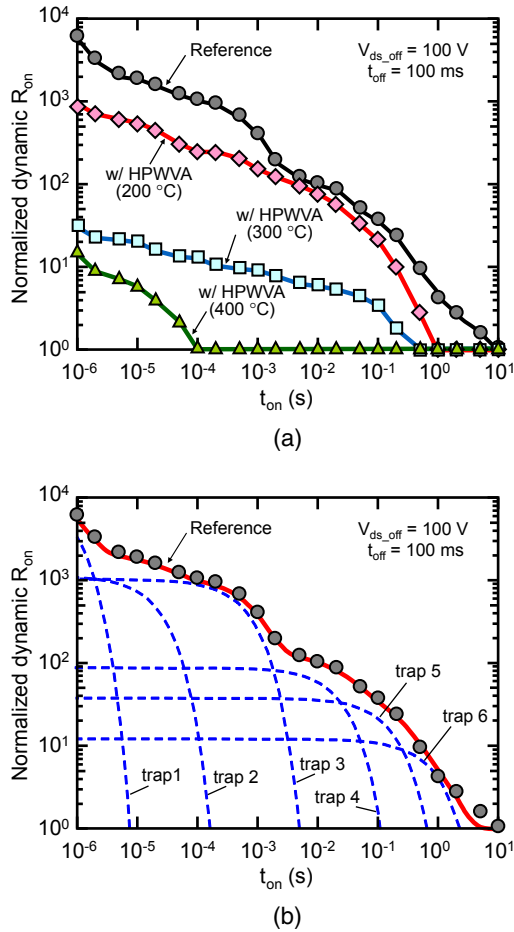 10^4
10^3
10^2
10^1
10^0
Normalized dynamic R_on
Reference
V_ds_off = 100 V
t_off = 100 ms
w/ HPWVA
(200 °C)
w/ HPWVA
(300 °C)
w/ HPWVA
(400 °C)
10^-6 10^-5 10^-4 10^-3 10^-2 10^-1 10^0 10^1
t_on (s)
(a)
10^4
10^3
10^2
10^1
10^0
Normalized dynamic R_on
Reference
V_ds_off = 100 V
t_off = 100 ms
trap 5
trap 6
trap1
trap 2
trap 3
trap 4
10^-6 10^-5 10^-4 10^-3 10^-2 10^-1 10^0 10^1
t_on (s)
(b)